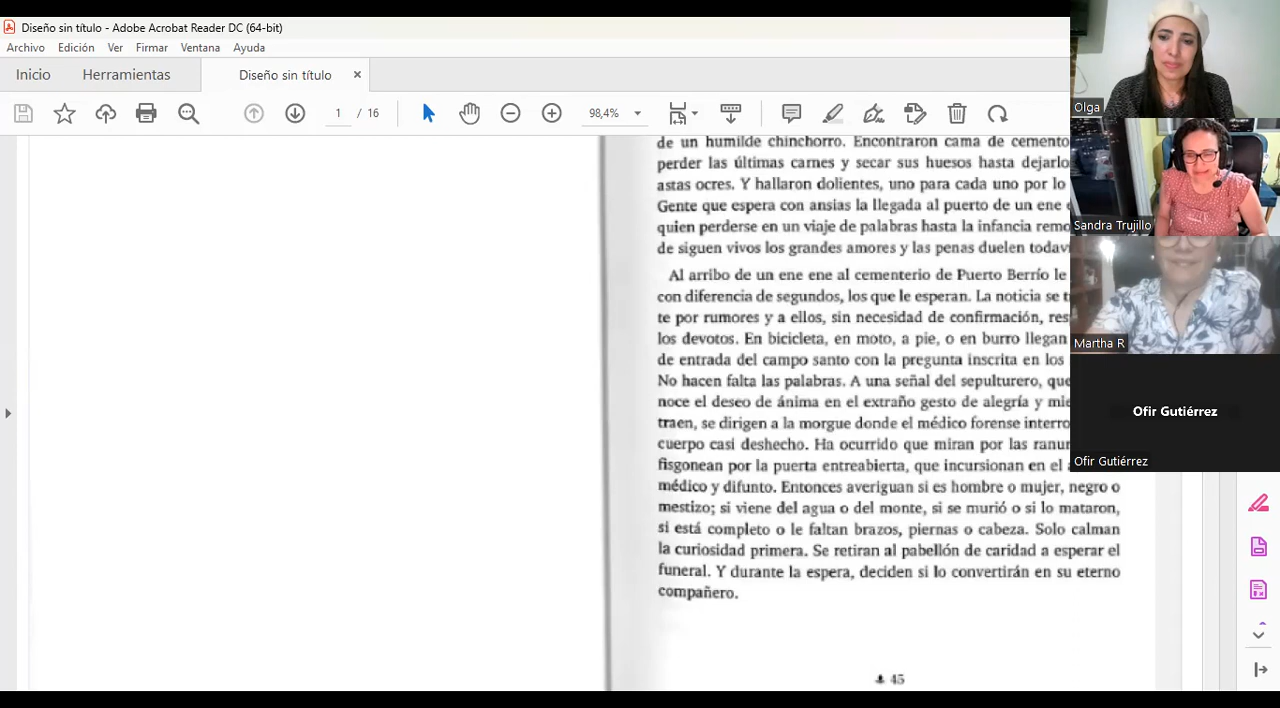 Diseño sin título - Adobe Acrobat Reader DC (64-bit)
Archivo Edición Ver Firmar Ventana Ayuda
Inicio Herramientas Diseño sin título
1 / 16 98,4%
de un humilde chinchorro. Encontraron cama de cemento
perder las últimas carnes y secar sus huesos hasta dejarlo
astas ocres. Y hallaron dolientes, uno para cada uno por lo
Gente que espera con ansias la llegada al puerto de un ene
quien perderse en un viaje de palabras hasta la infancia remo
de siguen vivos los grandes amores y las penas duelen todav
Al arribo de un ene ene al cementerio de Puerto Berrío le
con diferencia de segundos, los que le esperan. La noticia se t
te por rumores y a ellos, sin necesidad de confirmación, res
los devotos. En bicicleta, en moto, a pie, o en burro llegan
de entrada del campo santo con la pregunta inscrita en los
No hacen falta las palabras. A una señal del sepulturero, que
noce el deseo de ánima en el extraño gesto de alegría y mie
traen, se dirigen a la morgue donde el médico forense interro
cuerpo casi deshecho. Ha ocurrido que miran por las ranu
fisgonean por la puerta entreabierta, que incursionan en el
médico y difunto. Entonces averiguan si es hombre o mujer, negro o
mestizo; si viene del agua o del monte, si se murió o si lo mataron,
si está completo o le faltan brazos, piernas o cabeza. Solo calman
la curiosidad primera. Se retiran al pabellón de caridad a esperar el
funeral. Y durante la espera, deciden si lo convertirán en su eterno
compañero.
45
Olga
Sandra Trujillo
Martha R
Ofir Gutiérrez
Ofir Gutiérrez